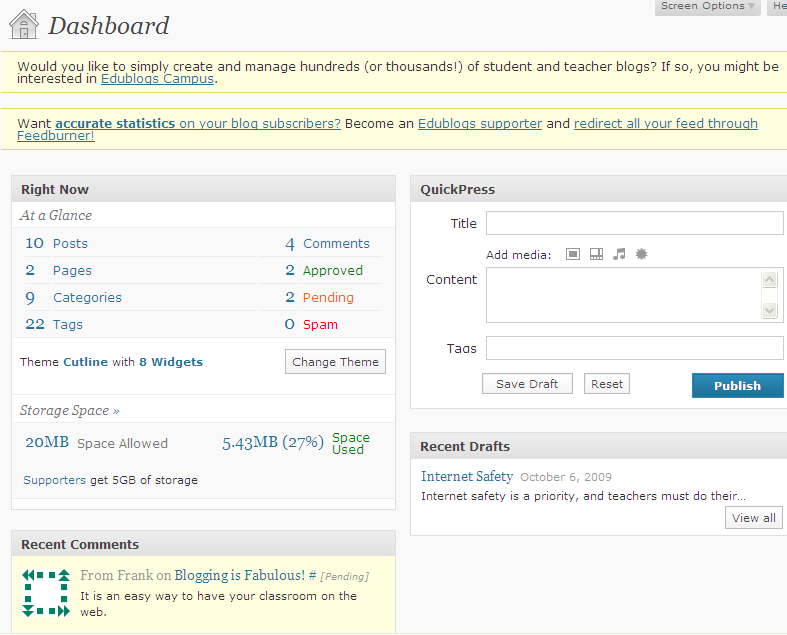 Screen Options
He
Dashboard
Would you like to simply create and manage hundreds (or thousands!) of student and teacher blogs? If so, you might be
interested in Edublogs Campus.
Want accurate statistics on your blog subscribers? Become an Edublogs supporter and redirect all your feed through
Feedburner!
Right Now
At a Glance
10 Posts 4 Comments
2 Pages 2 Approved
9 Categories 2 Pending
22 Tags 0 Spam
Theme Cutline with 8 Widgets Change Theme
Storage Space »
20MB Space Allowed 5.43MB (27%) Space
Used
Supporters get 5GB of storage
Recent Comments
From Frank on Blogging is Fabulous! # [Pending]
It is an easy way to have your classroom on the
web.
QuickPress
Title
Add media:
Content
Tags
Save Draft Reset Publish
Recent Drafts
Internet Safety October 6, 2009
Internet safety is a priority, and teachers must do their...
View all